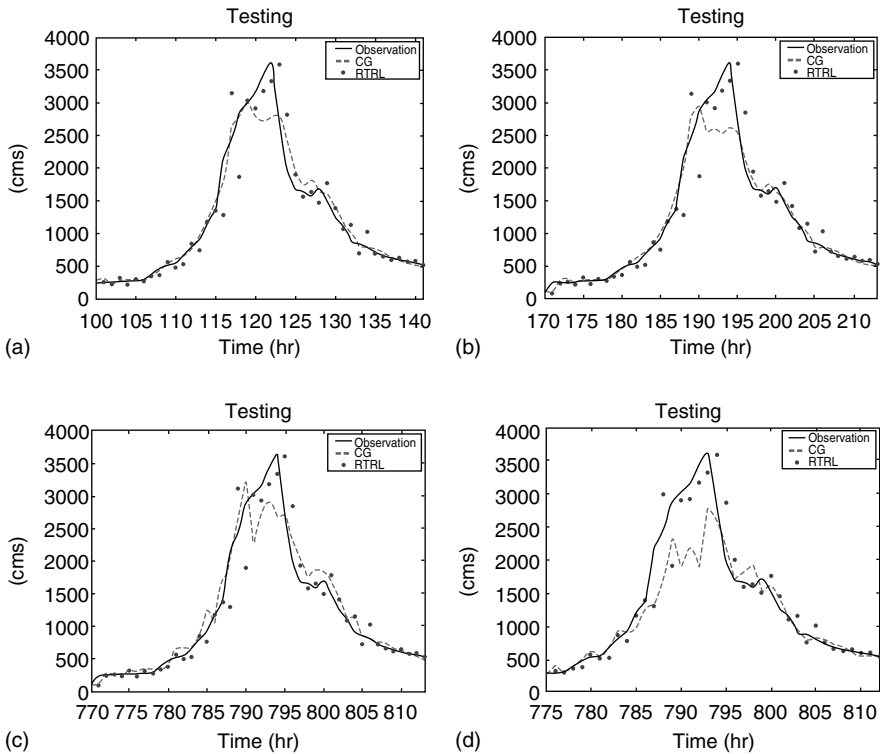 Testing
4000
3500
3000
2500
2000
1500
1000
500
0
(cms)
Observation
CG
RTRL
100 105 110 115 120 125 130 135 140
Time (hr)
(a)
Testing
4000
3500
3000
2500
2000
1500
1000
500
0
(cms)
Observation
CG
RTRL
170 175 180 185 190 195 200 205 210
Time (hr)
(b)
Testing
4000
3500
3000
2500
2000
1500
1000
500
0
(cms)
Observation
CG
RTRL
770 775 780 785 790 795 800 805 810
Time (hr)
(c)
Testing
4000
3500
3000
2500
2000
1500
1000
500
0
(cms)
Observation
CG
RTRL
775 780 785 790 795 800 805 810
Time (hr)
(d)